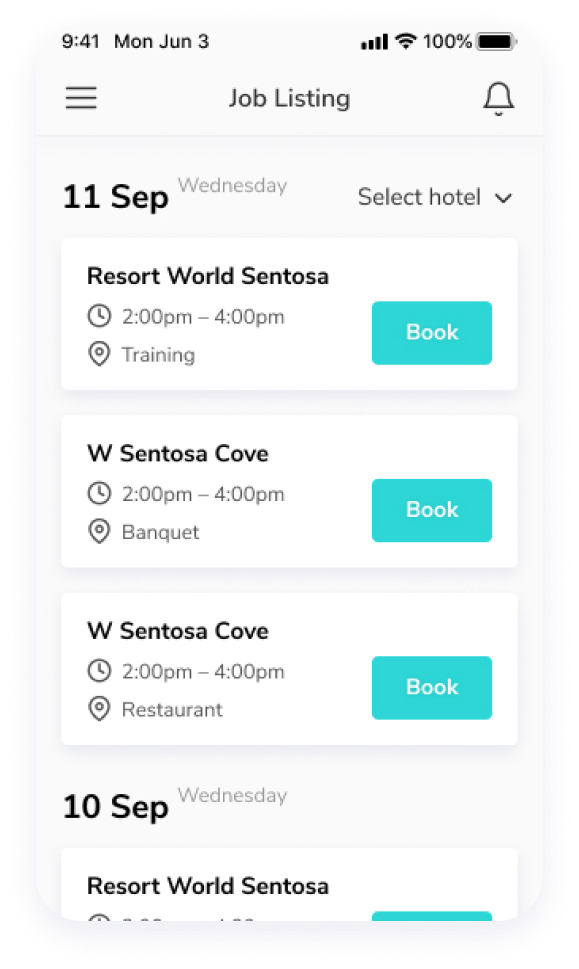 9:41 Mon Jun 3 100%
Job Listing
11 Sep Wednesday Select hotel
Resort World Sentosa
2:00pm – 4:00pm
Training
Book
W Sentosa Cove
2:00pm – 4:00pm
Banquet
Book
W Sentosa Cove
2:00pm – 4:00pm
Restaurant
Book
10 Sep Wednesday
Resort World Sentosa